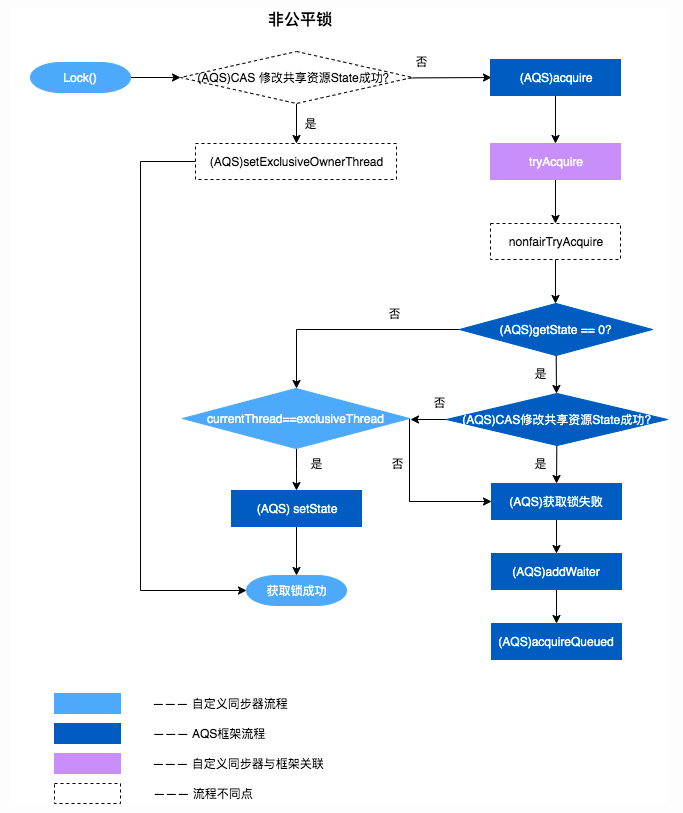 非公平锁
Lock()
(AQS)CAS 修改共享资源State成功?
否
(AQS)acquire
是
(AQS)setExclusiveOwnerThread
tryAcquire
nonfairTryAcquire
否
(AQS)getState == 0?
是
currentThread==exclusiveThread
否
(AQS)CAS修改共享资源State成功?
是
否
是
(AQS) setState
(AQS)获取锁失败
(AQS)addWaiter
获取锁成功
(AQS)acquireQueued
——— 自定义同步器流程
——— AQS框架流程
——— 自定义同步器与框架关联
——— 流程不同点